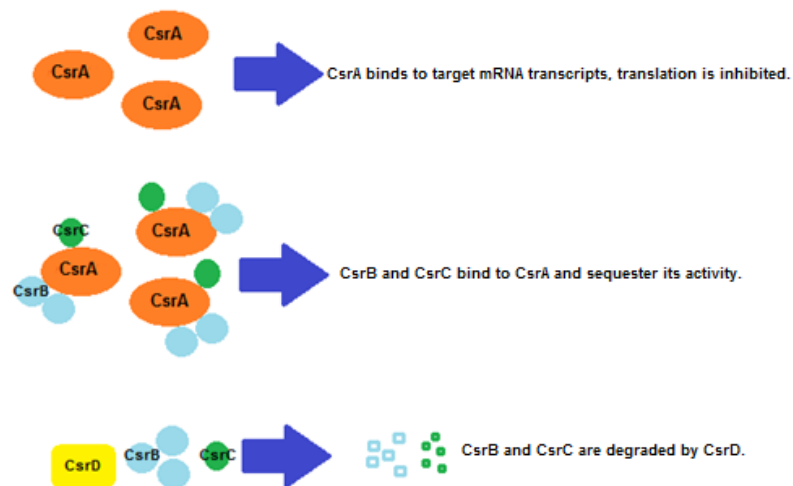 CsrA
CsrA
CsrA
CsrA binds to target mRNA transcripts, translation is inhibited.
CsrC
CsrA
CsrA
CsrB
CsrA
CsrB and CsrC bind to CsrA and sequester its activity.
CsrD
CsrB
CsrC
CsrB and CsrC are degraded by CsrD.